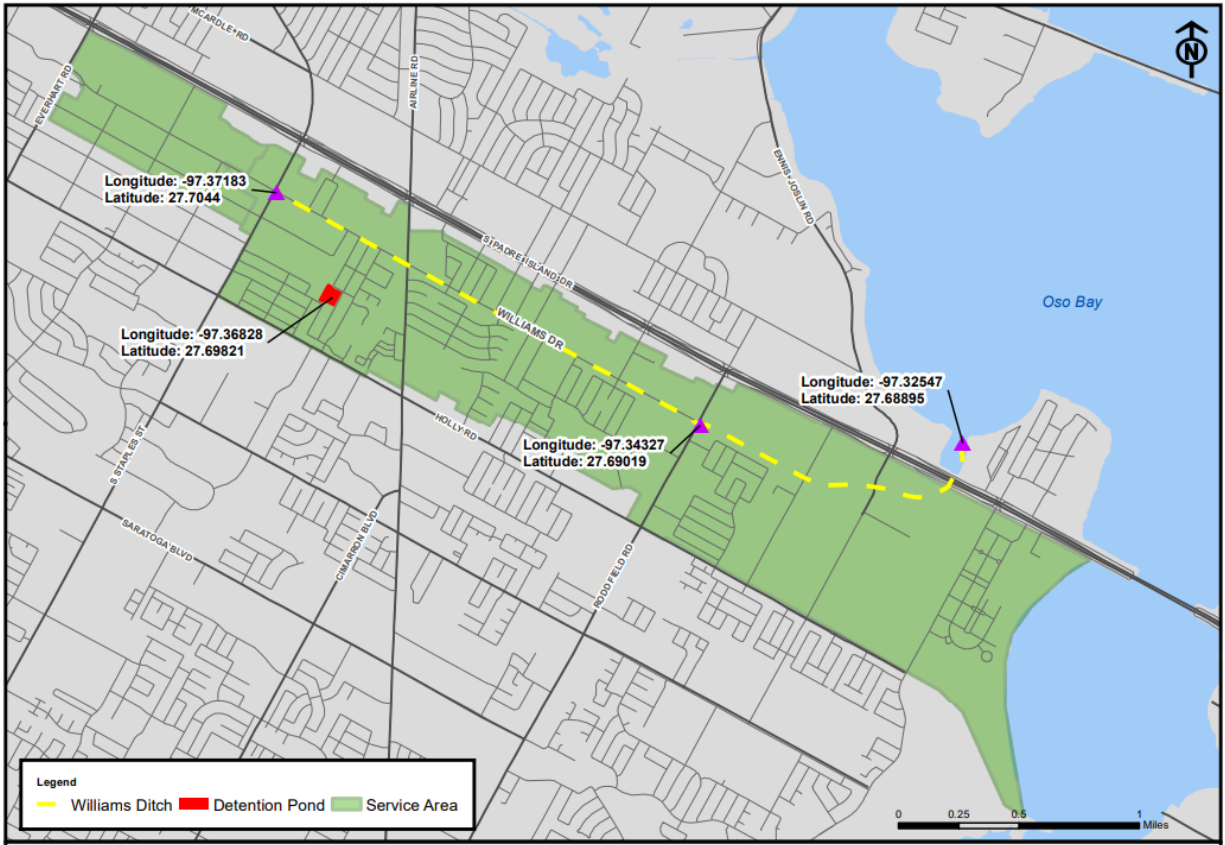 MCARDLE RD
N
EVERHART RD
AIRLINE RD
ENNIS JOSLIN RD
Longitude: -97.37183
Latitude: 27.7044
S PADRE ISLAND DR
Oso Bay
WILLIAMS DR
Longitude: -97.36828
Latitude: 27.69821
Longitude: -97.32547
Latitude: 27.68895
HOLLY RD
Longitude: -97.34327
Latitude: 27.69019
S STAPLES ST
SARATOGA BLVD
CIMARRON BLVD
RODD FIELD RD
Legend
Williams Ditch Detention Pond Service Area
0 0.25 0.5 1
Miles